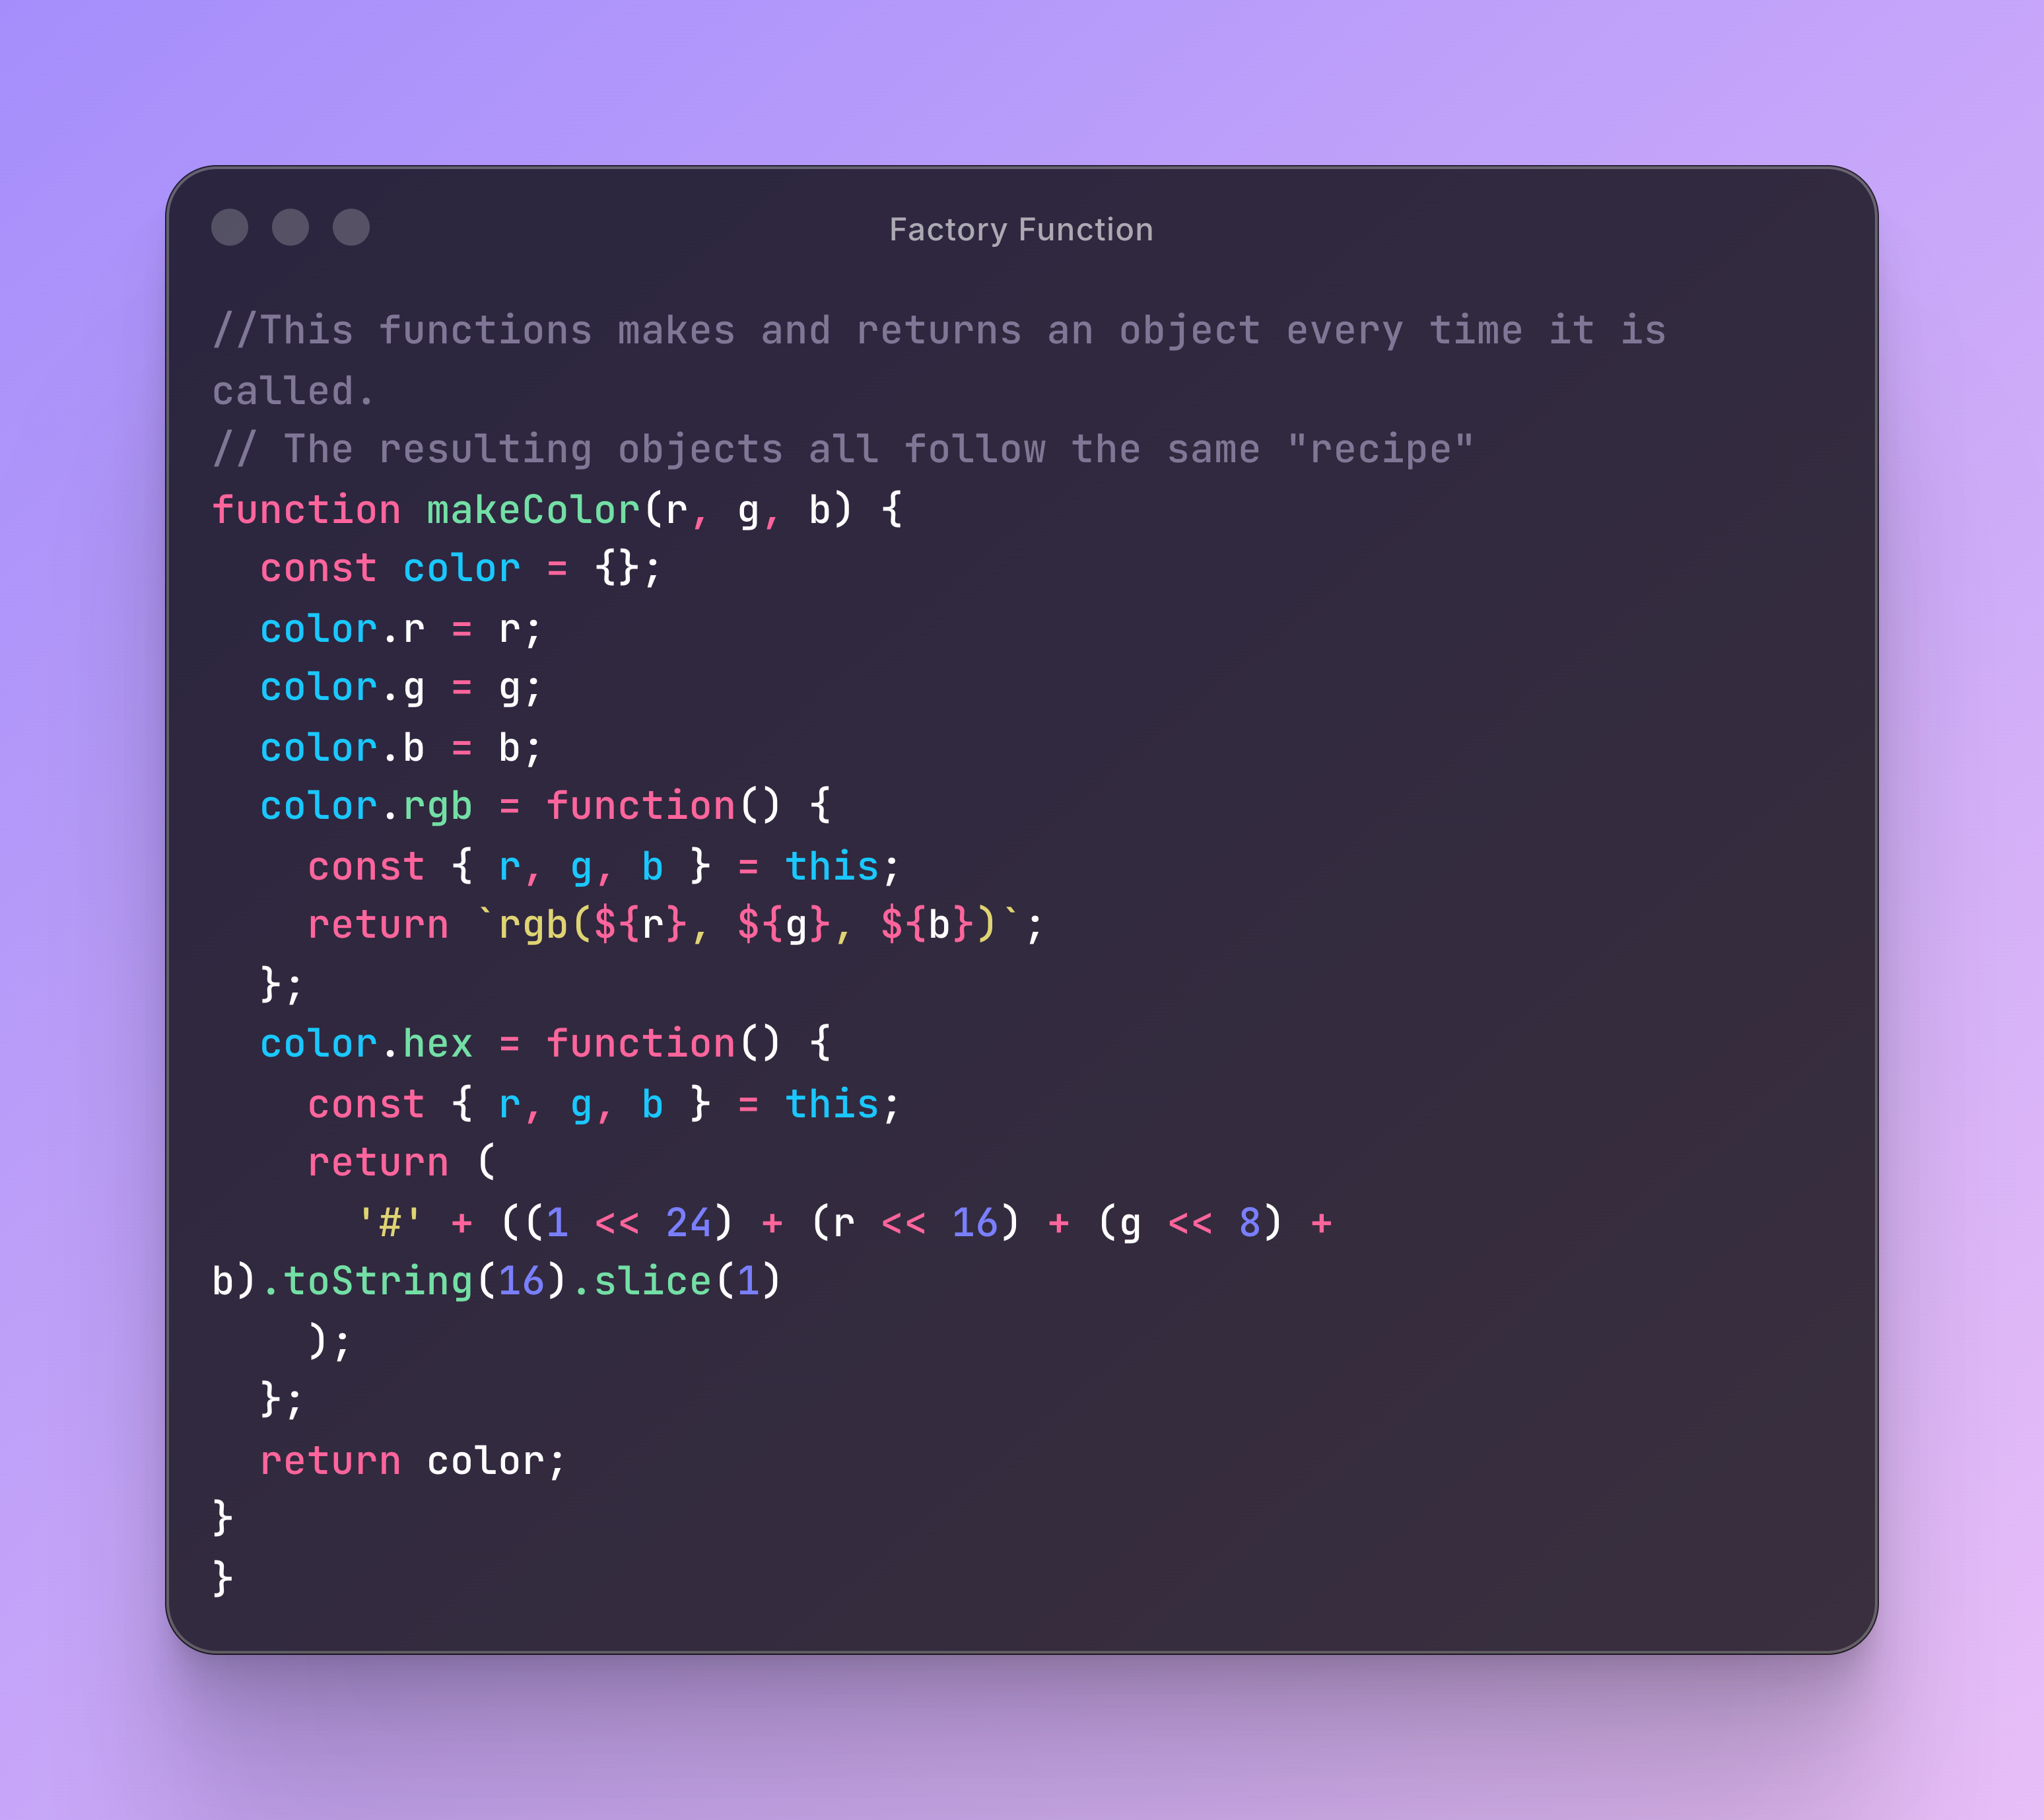 Factory Function
//This functions makes and returns an object every time it is
called.
// The resulting objects all follow the same "recipe"
function makeColor(r, g, b) {
  const color = {};
  color.r = r;
  color.g = g;
  color.b = b;
  color.rgb = function() {
    const { r, g, b } = this;
    return `rgb(${r}, ${g}, ${b})`;
  };
  color.hex = function() {
    const { r, g, b } = this;
    return (
      '#' + ((1 << 24) + (r << 16) + (g << 8) +
b).toString(16).slice(1)
    );
  };
  return color;
}
}